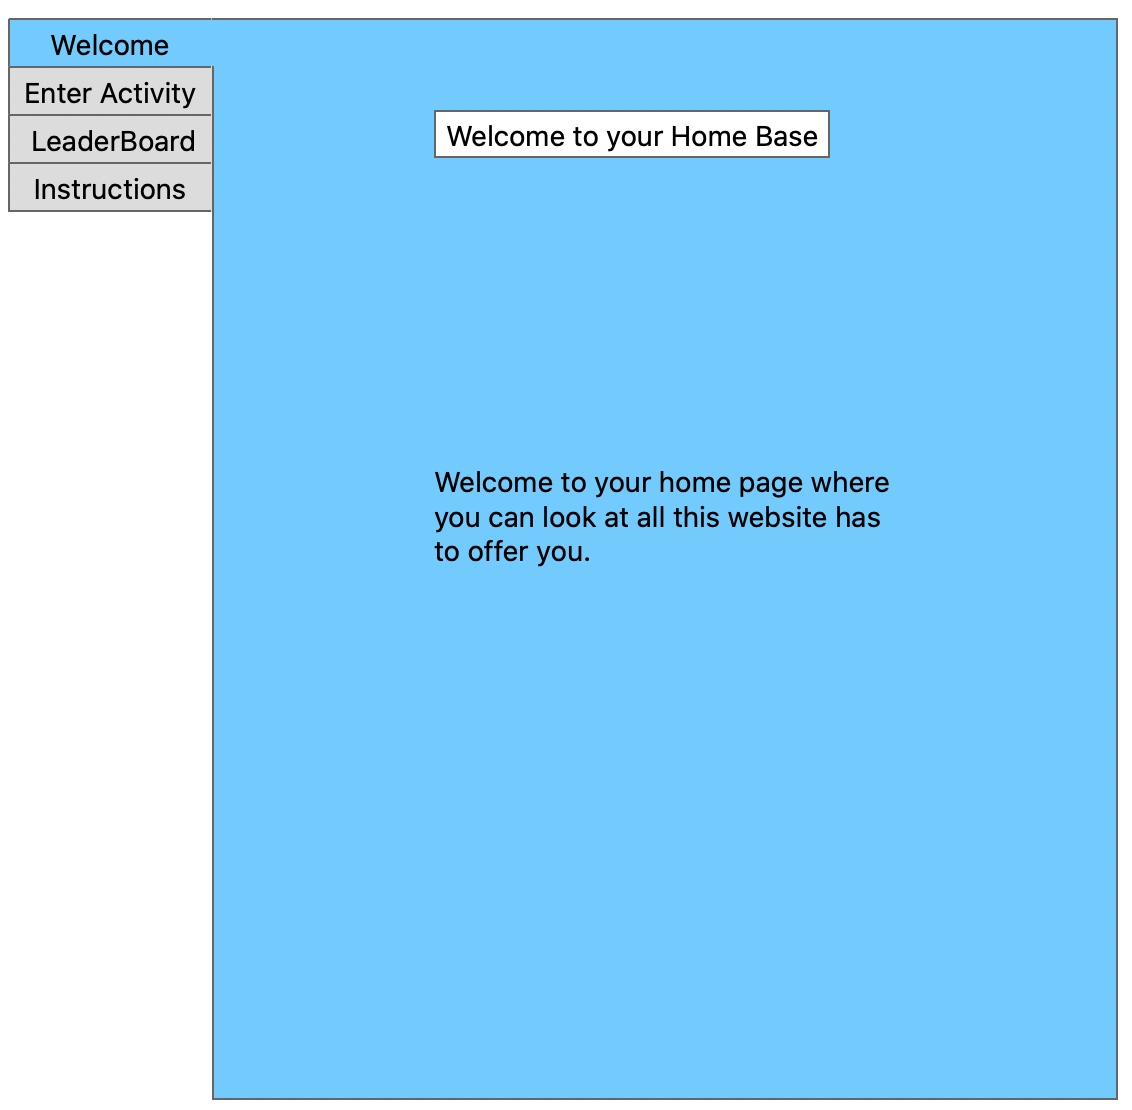 Welcome
Enter Activity
LeaderBoard
Instructions
Welcome to your Home Base
Welcome to your home page where
you can look at all this website has
to offer you.